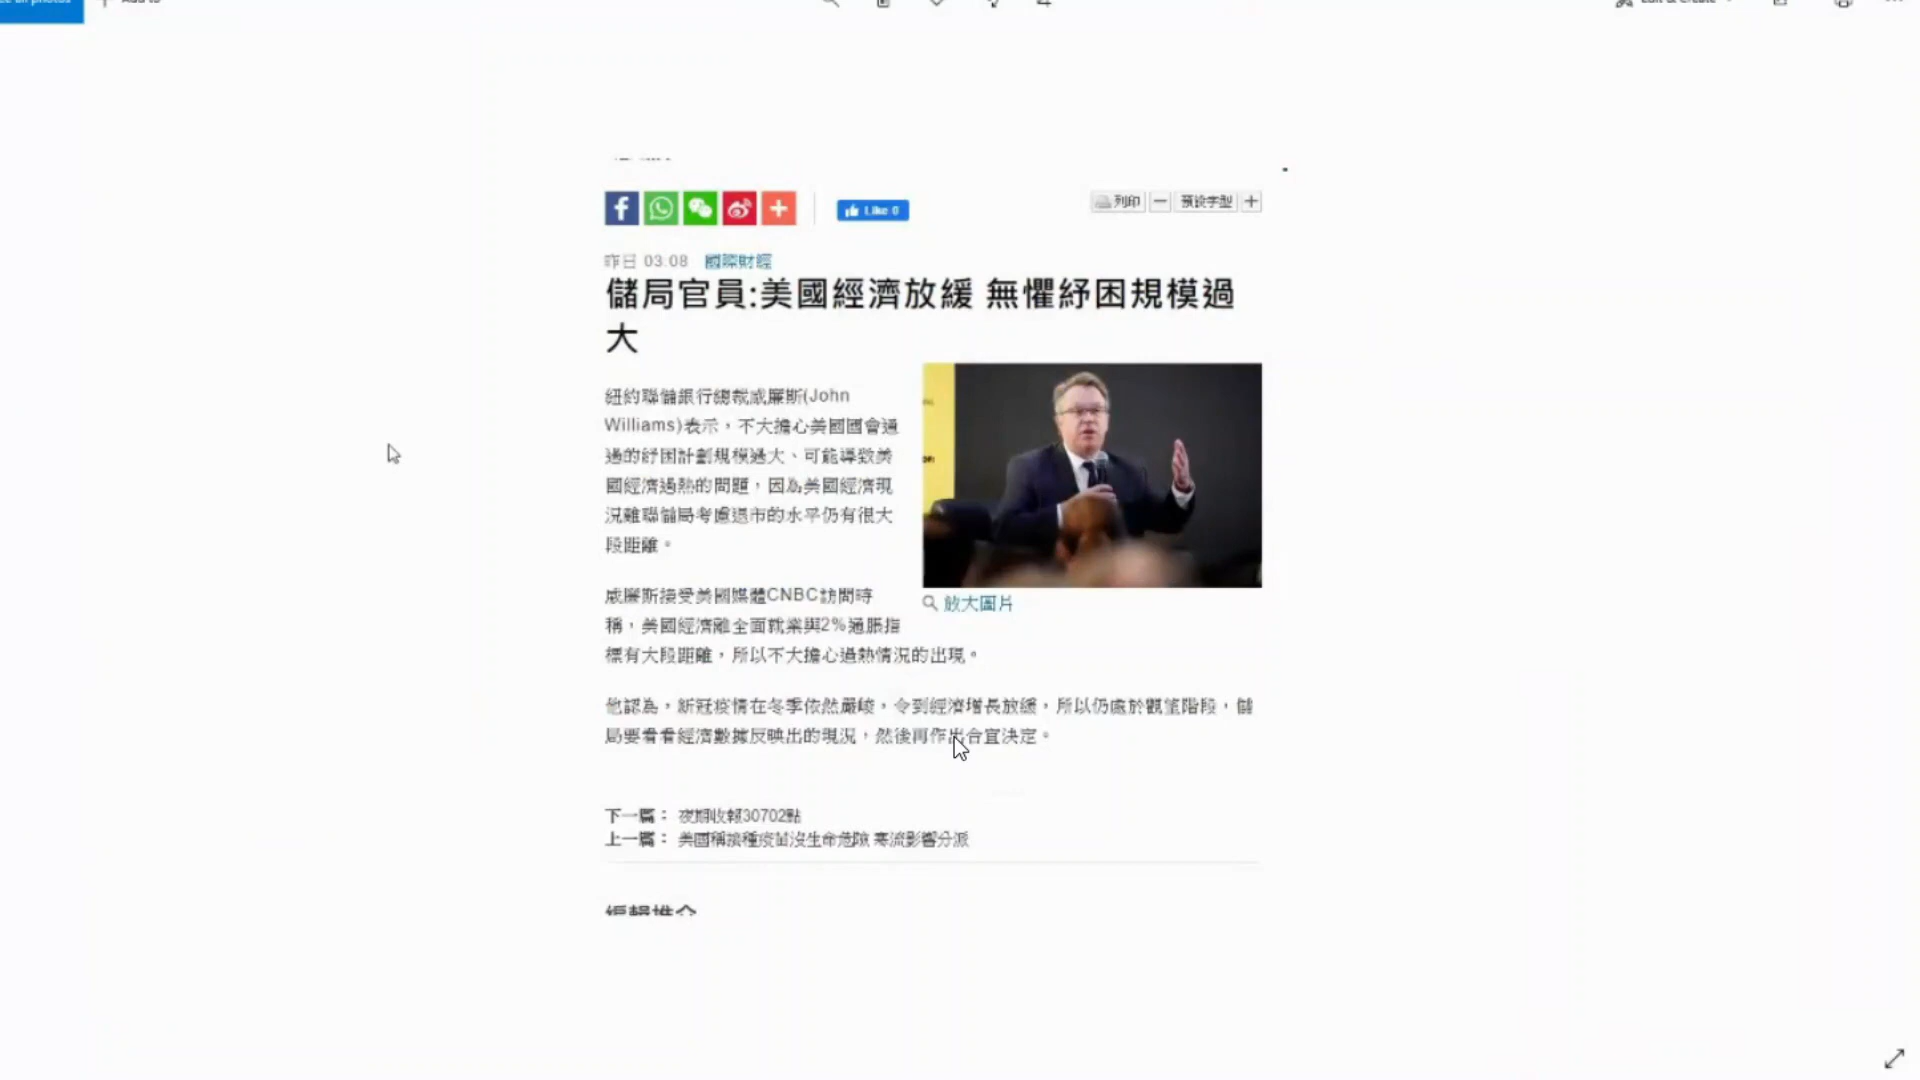 Like 0
列印
預設字型
昨日 03:08 國際財經
儲局官員:美國經濟放緩 無懼紓困規模過
大
紐約聯儲銀行總裁威廉斯(John
Williams)表示，不大擔心美國國會通
過的紓困計劃規模過大、可能導致美
國經濟過熱的問題，因為美國經濟現
況離聯儲局考慮退市的水平仍有很大
段距離。
威廉斯接受美國媒體CNBC訪問時
稱，美國經濟離全面就業與2%通脹指
標有大段距離，所以不大擔心過熱情況的出現。
放大圖片
他認為，新冠疫情在冬季依然嚴峻，令到經濟增長放緩，所以仍處於觀望階段，儲
局要看看經濟數據反映出的現況，然後再作出合宜決定。
下一篇： 夜期收報30702點
上一篇： 美國稱接種疫苗沒生命危險 寒流影響分派
編輯推介